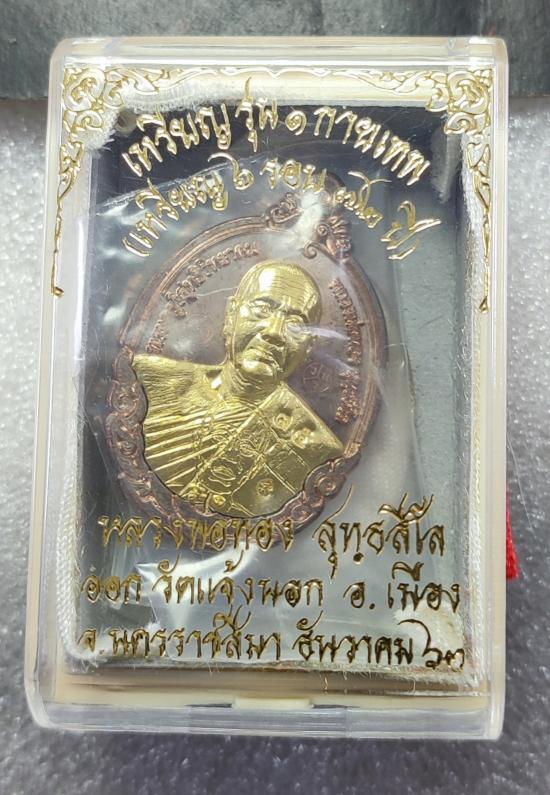 เหรียญ รุ่น ๑ กายเทพ
(เหรียญ ๖ รอบ ๗๒ ปี)
หลวงพ่อทอง สุทฺธสีโล
ออก วัดแจ้งนอก อ.เมือง
จ.นครราชสีมา ธันวาคม ๖๓